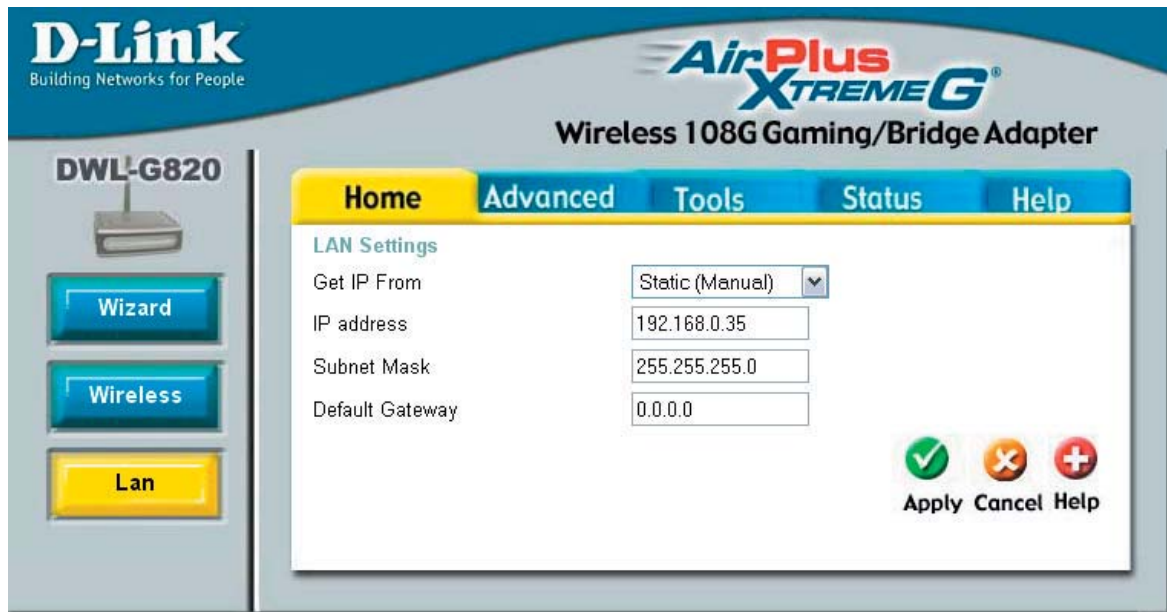 D-Link
Building Networks for People
AirPlus
XTREME G®
Wireless 108G Gaming/Bridge Adapter
DWL-G820
Home Advanced Tools Status Help
LAN Settings
Get IP From Static (Manual)
Wizard
IP address 192.168.0.35
Subnet Mask 255.255.255.0
Wireless
Default Gateway 0.0.0.0
Lan
Apply Cancel Help